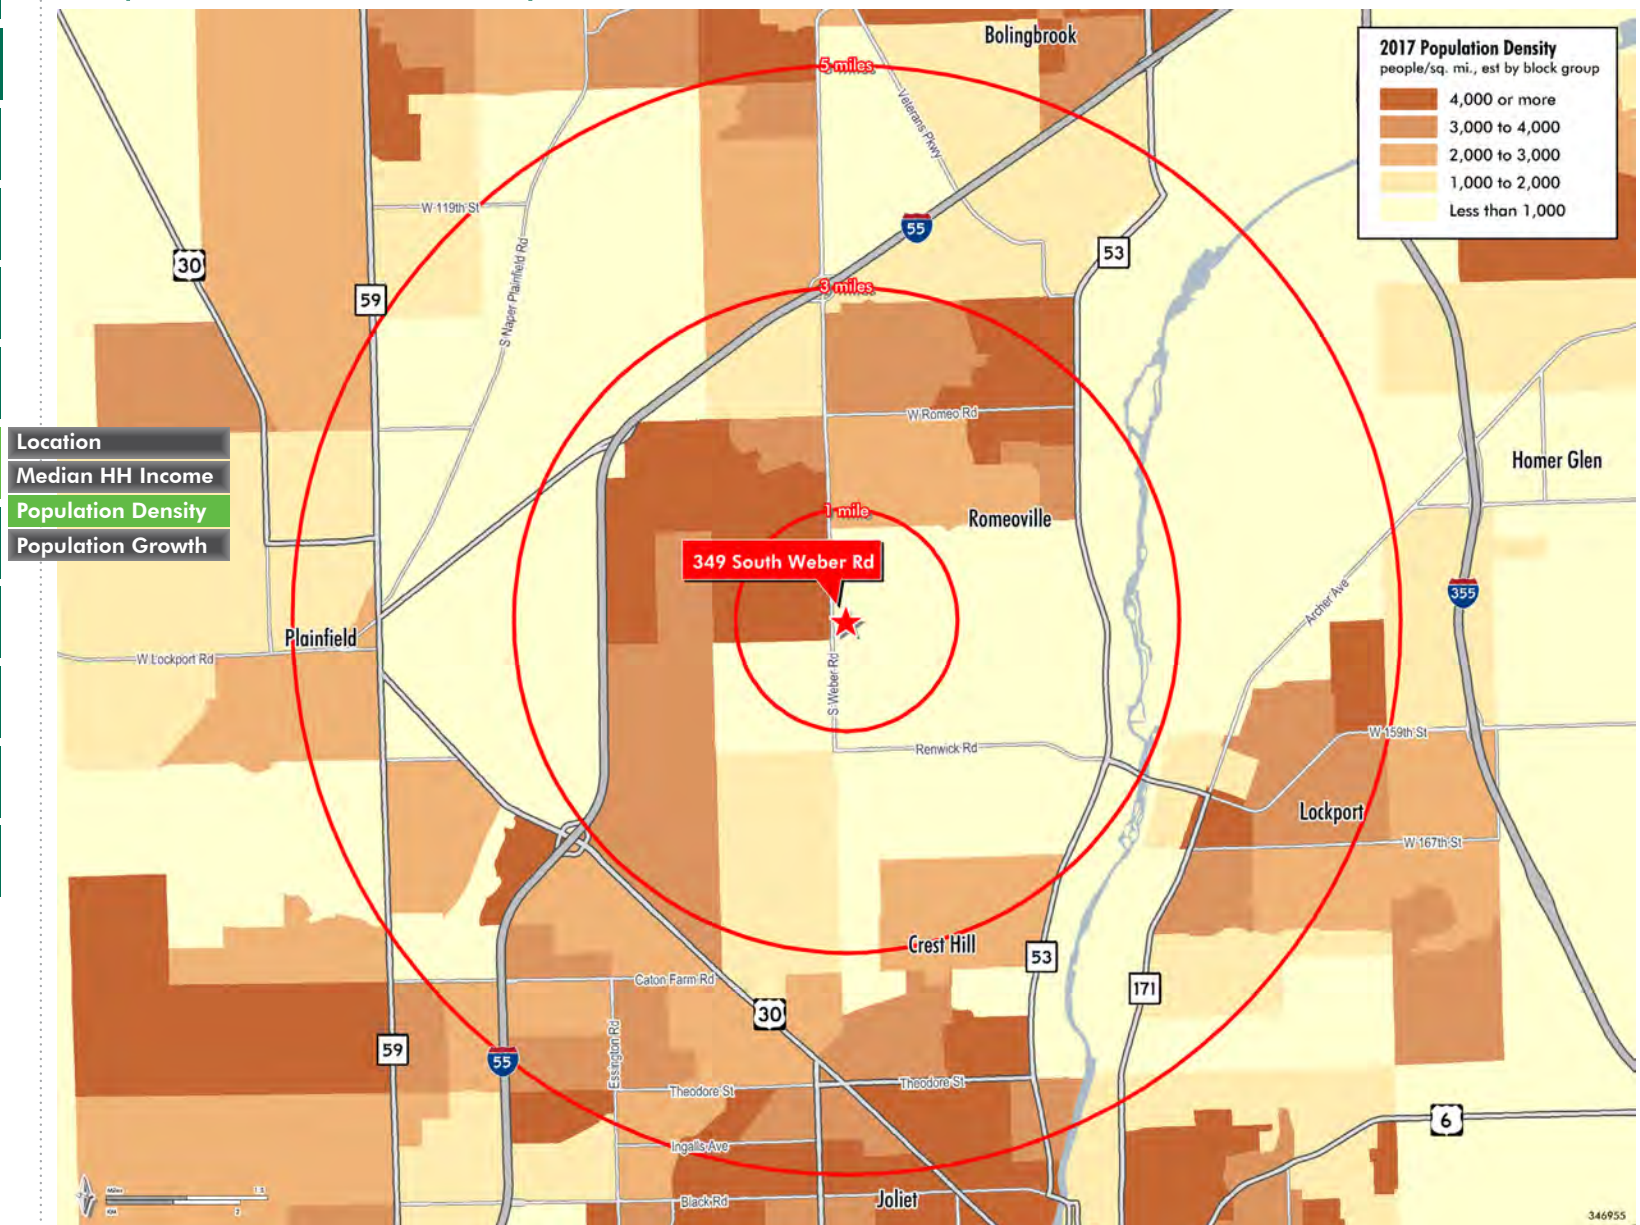 Bolingbrook
2017 Population Density
people/sq. mi., est by block group
4,000 or more
3,000 to 4,000
2,000 to 3,000
1,000 to 2,000
Less than 1,000
5 miles
Veterans Pkwy
W 119th St
55
53
30
59
3 miles
S Naper Plainfield Rd
W Romeo Rd
Location
Median HH Income
Population Density
Population Growth
Homer Glen
1 mile
Romeoville
349 South Weber Rd
355
Archer Ave
Plainfield
W Lockport Rd
S Weber Rd
W 159th St
Renwick Rd
Lockport
W 167th St
Crest Hill
53
Caton Farm Rd
171
30
59
55
Essington Rd
Theodore St
Theodore St
6
Ingalls Ave
Black Rd
Joliet
Miles
KM
2
346955